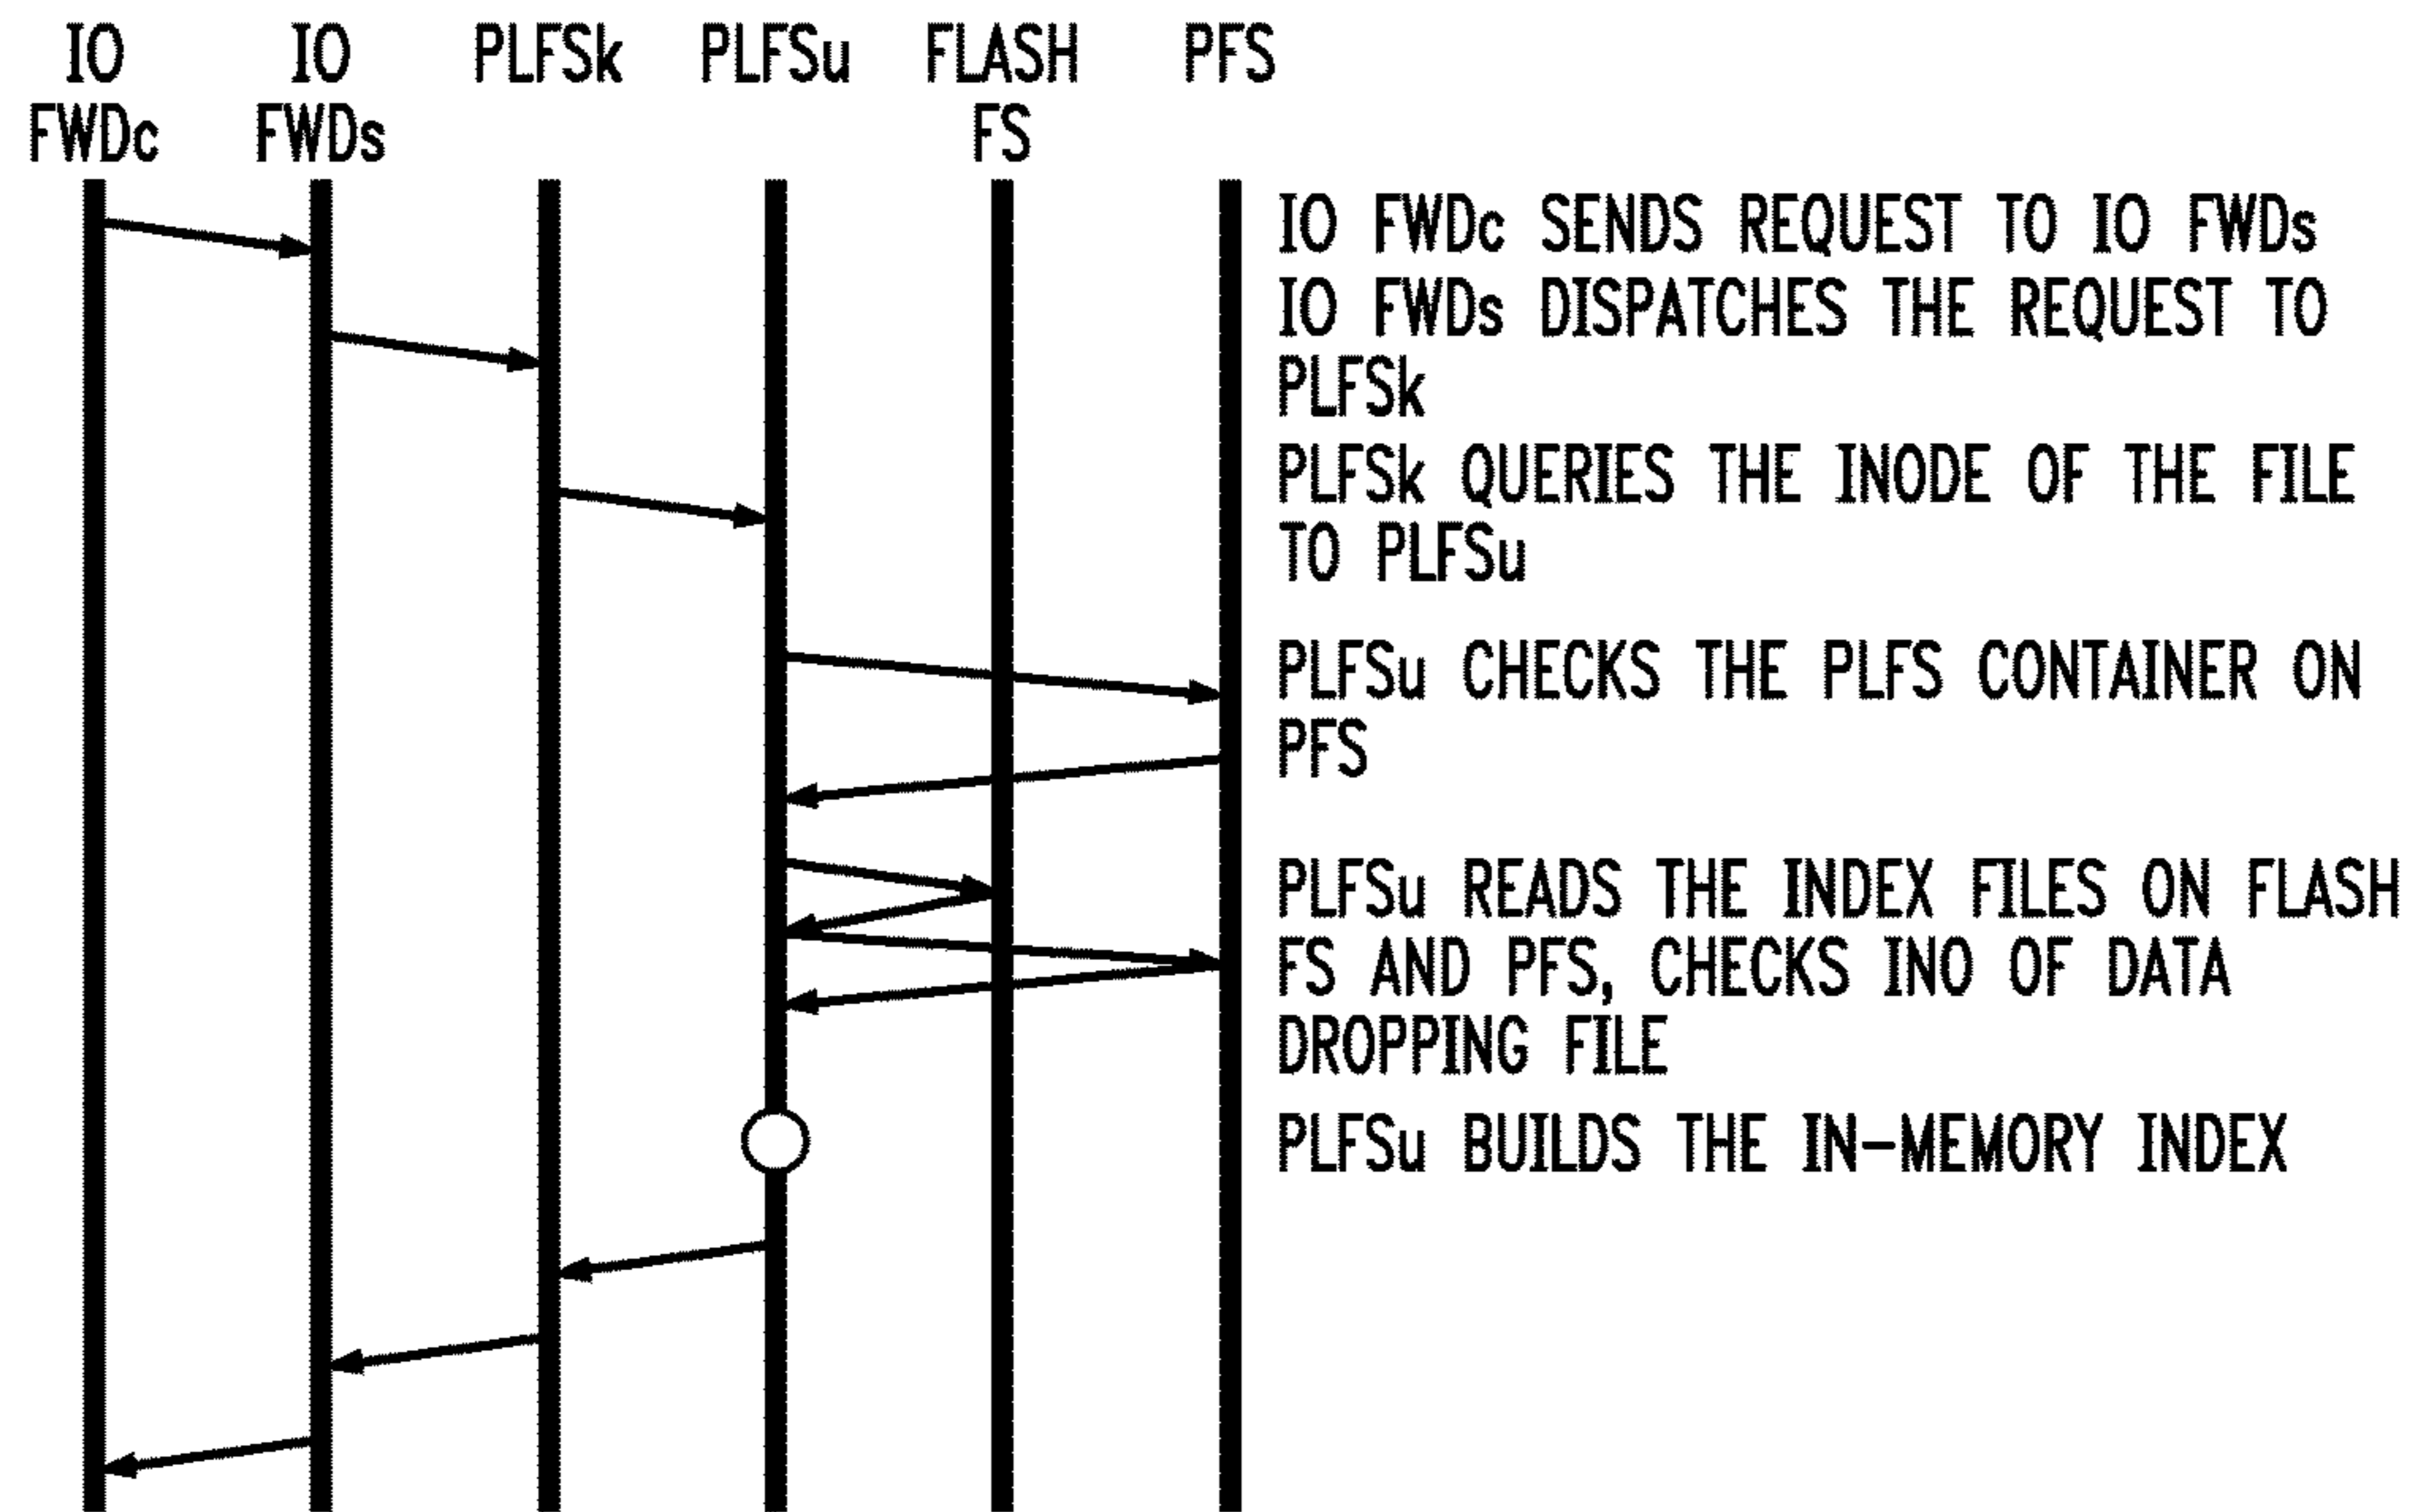 IO IO PLFSk PLFSu FLASH PFS
FWDc FWDs FS
IO FWDc SENDS REQUEST TO IO FWDs
IO FWDs DISPATCHES THE REQUEST TO
PLFSk
PLFSk QUERIES THE INODE OF THE FILE
TO PLFSu
PLFSu CHECKS THE PLFS CONTAINER ON
PFS
PLFSu READS THE INDEX FILES ON FLASH
FS AND PFS, CHECKS INO OF DATA
DROPPING FILE
PLFSu BUILDS THE IN-MEMORY INDEX